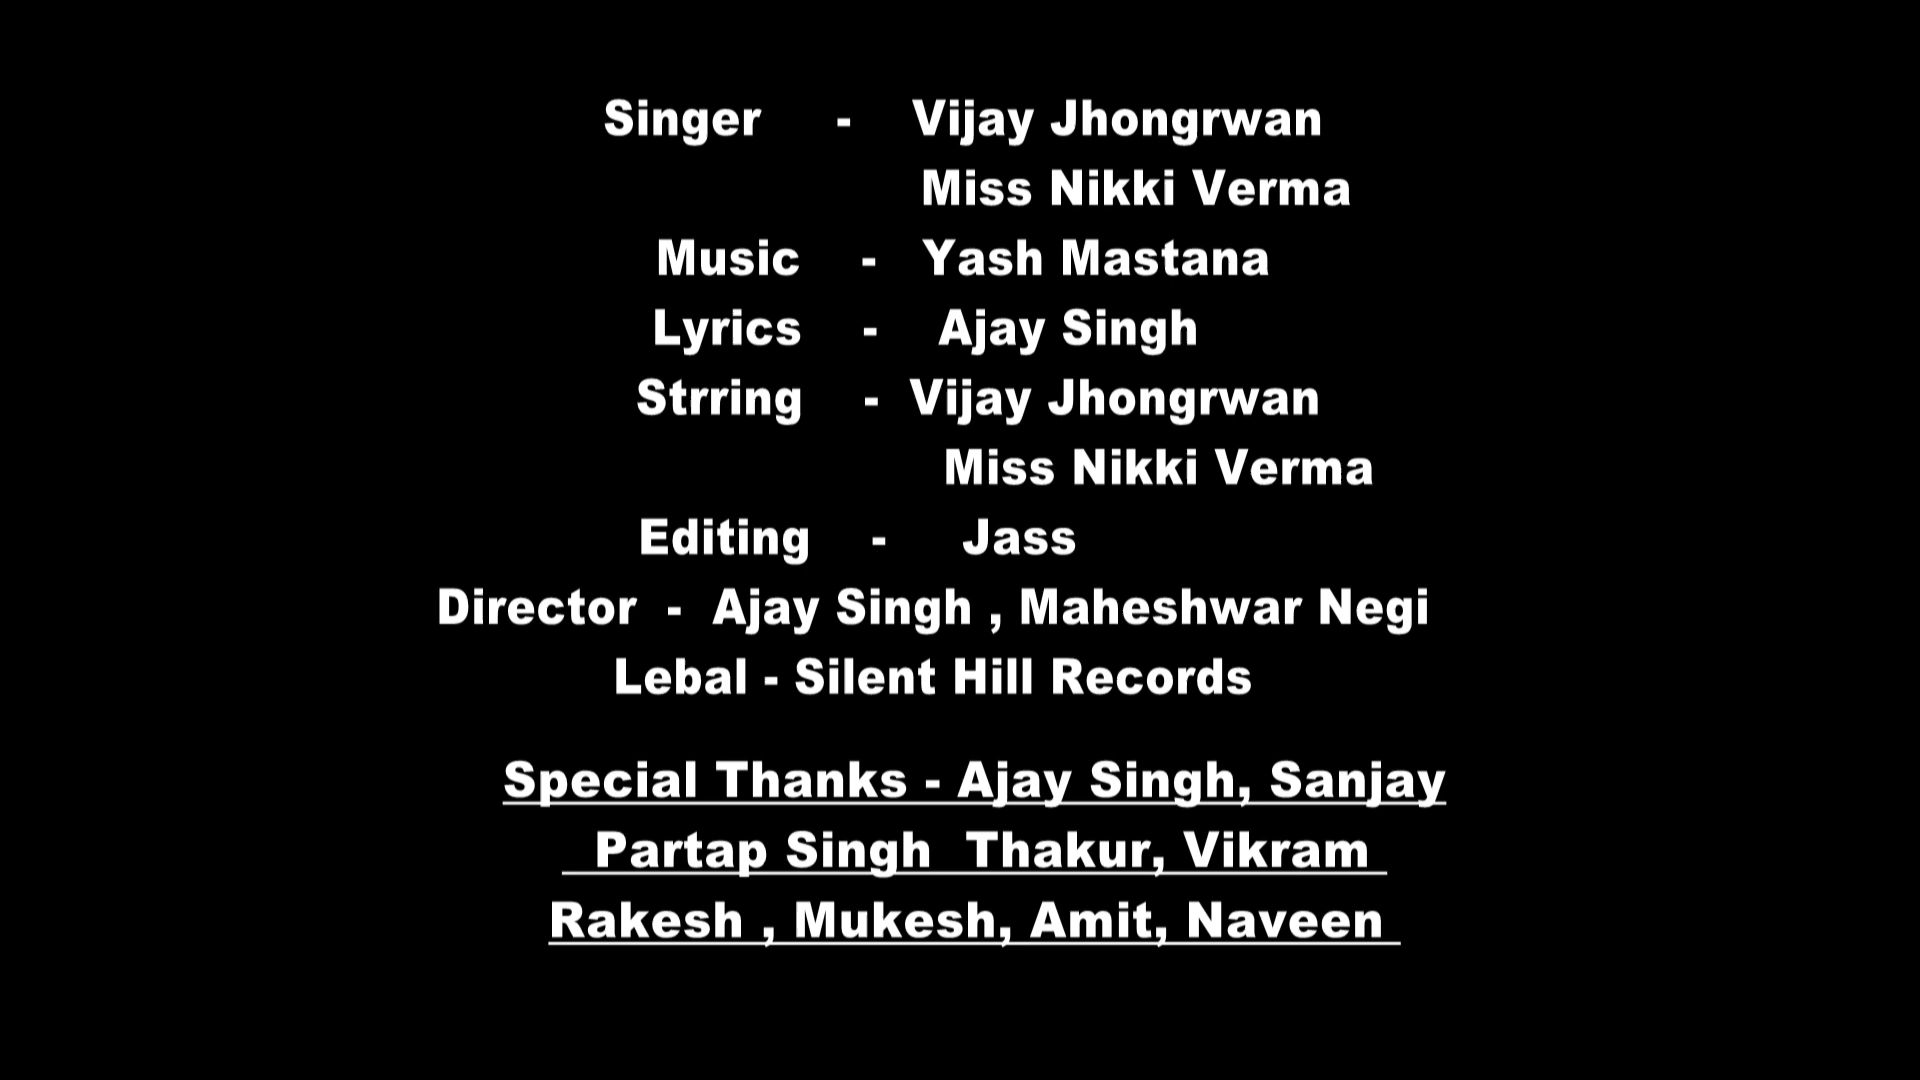 Singer - Vijay Jhongrwan
Miss Nikki Verma
Music - Yash Mastana
Lyrics - Ajay Singh
Strring - Vijay Jhongrwan
Miss Nikki Verma
Editing - Jass
Director - Ajay Singh , Maheshwar Negi
Lebal - Silent Hill Records
Special Thanks - Ajay Singh, Sanjay
Partap Singh Thakur, Vikram
Rakesh , Mukesh, Amit, Naveen